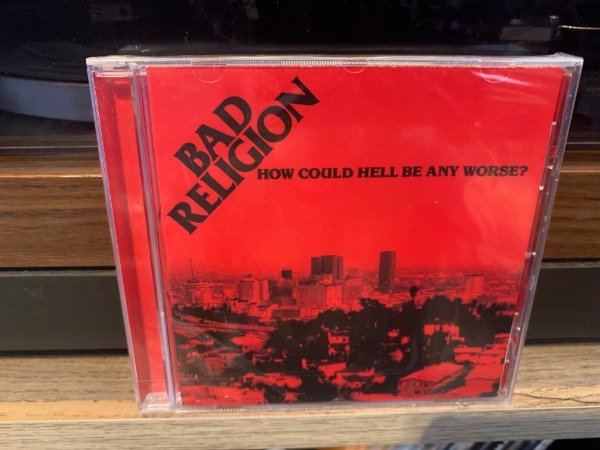 BAD
RELIGION
HOW COULD HELL BE ANY WORSE?